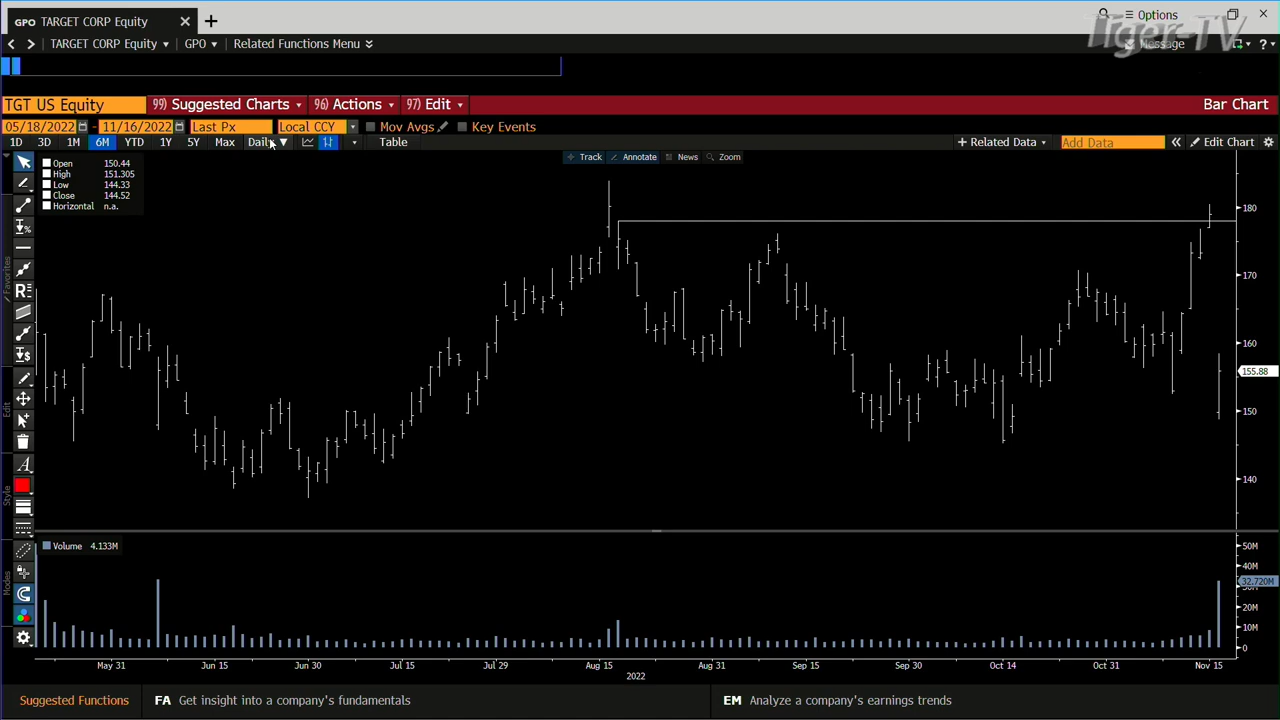 GPO TARGET CORP Equity × +
Options
Tiger-TV
TARGET CORP Equity GPO Related Functions Menu Message ?
TGT US Equity 99) Suggested Charts 96) Actions 97) Edit Bar Chart
05/18/2022 - 11/16/2022 Last Px Local CCY Mov Avgs Key Events
1D 3D 1M 6M YTD 1Y 5Y Max Daily Table + Related Data Add Data Edit Chart
Track Annotate News Zoom
Open 150.44
High 151.305
Low 144.33
Close 144.52
Horizontal n.a.
Favorites
Edit
Style
Modes
180
170
160
155.88
150
140
Volume 4.133M
50M
40M
32.720M
20M
10M
0
May 31 Jun 15 Jun 30 Jul 15 Jul 29 Aug 15 Aug 31 Sep 15 Sep 30 Oct 14 Oct 31 Nov 15
2022
Suggested Functions FA Get insight into a company's fundamentals EM Analyze a company's earnings trends